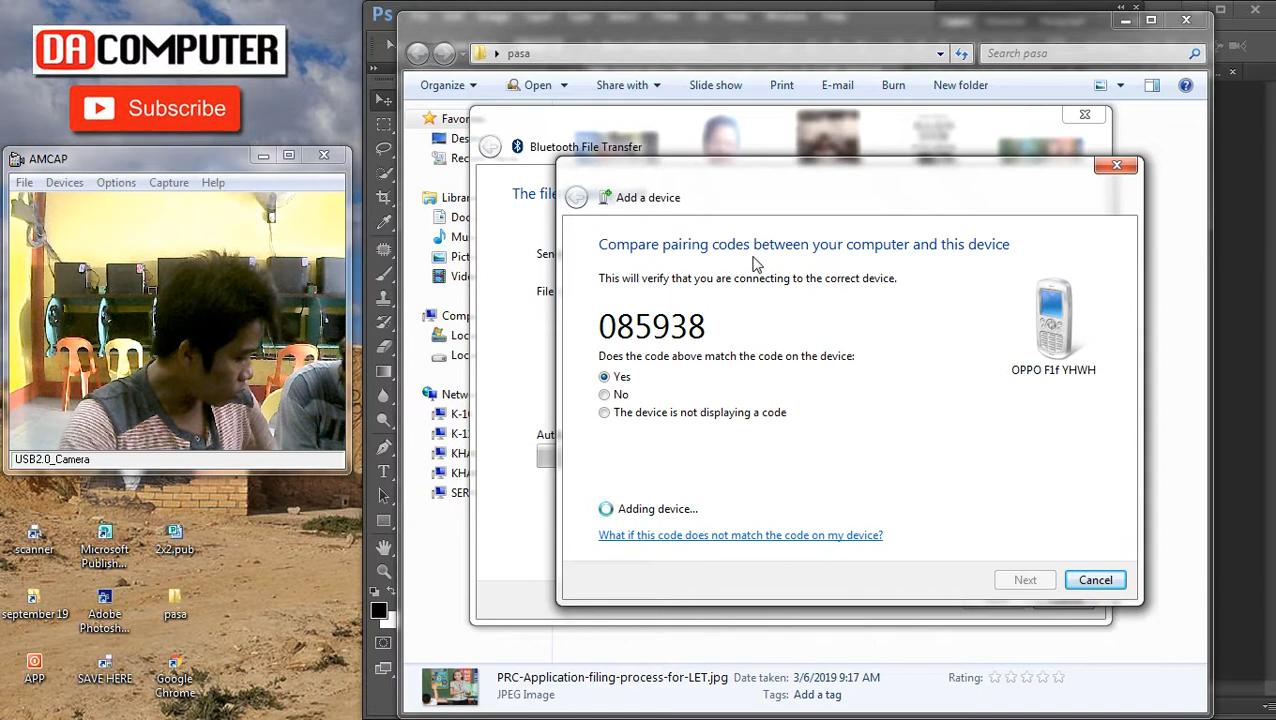 DA COMPUTER
Subscribe
AMCAP
File Devices Options Capture Help
USB2.0_Camera
scanner
Microsoft Publish...
2x2.pub
september 19
Adobe Photosh...
pasa
APP
SAVE HERE
Google Chrome
Ps
pasa
Search pasa
Organize Open Share with Slide show Print E-mail Burn New folder
Favo
Des
Rec
Librar
Doc
Mu
Pict
Vide
Comp
Loc
Loc
Netw
K-10
K-12
KHA
KHA
SER
Bluetooth File Transfer
The file
Sen
File
Aut
Add a device
Compare pairing codes between your computer and this device
This will verify that you are connecting to the correct device.
085938
Does the code above match the code on the device:
Yes
No
The device is not displaying a code
OPPO F1f YHWH
Adding device...
What if this code does not match the code on my device?
Next Cancel
PRC-Application-filing-process-for-LET.jpg Date taken: 3/6/2019 9:17 AM Rating:
JPEG Image Tags: Add a tag